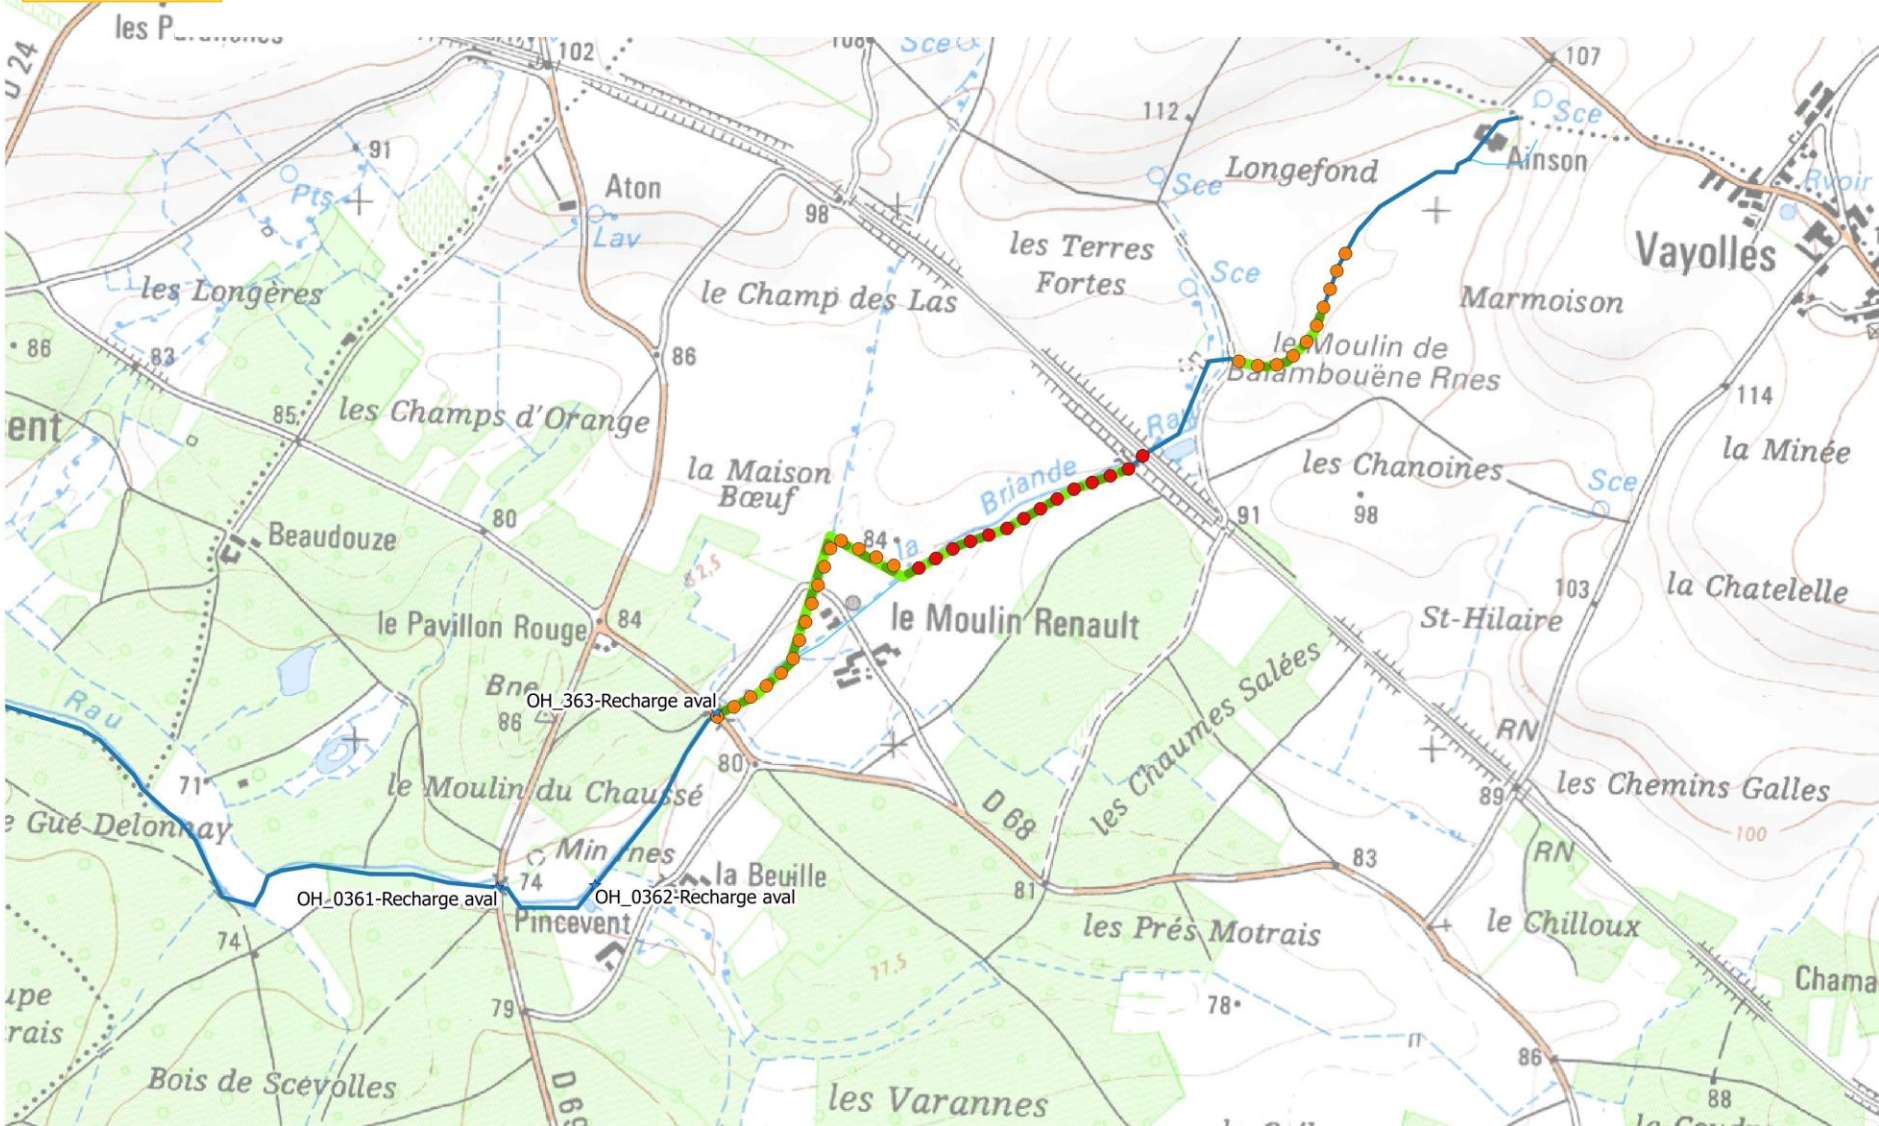 les P
102
108
Sce
107
D 24
112
Sce
91
Longefond
Ainson
Aton
Sce
Rvoir
Pts
98
Lav
les Terres
Fortes
Sce
Vayolles
les Longères
le Champ des Las
Marmoison
86
83
86
le Moulin de
Balambouëne Rnes
114
85
les Champs d'Orange
Rau
ent
la Minée
la Maison
Bœuf
Briande
les Chanoines
Sce
98
91
80
Beaudouze
84
la
82,5
103
la Chatelelle
84
le Pavillon Rouge
le Moulin Renault
St-Hilaire
Bne
OH_363-Recharge aval
les Chaumes Salées
Rau
86
RN
80
71
le Moulin du Chaussé
89
les Chemins Galles
D 68
e Gué Delonnay
100
Min
nes
RN
83
74
la Beuille
81
OH_0361-Recharge aval
OH_0362-Recharge aval
Pincevent
les Prés Motrais
le Chilloux
74
77,5
Chama
upe
79
78
rais
86
Bois de Scévolles
D 69
les Varannes
88